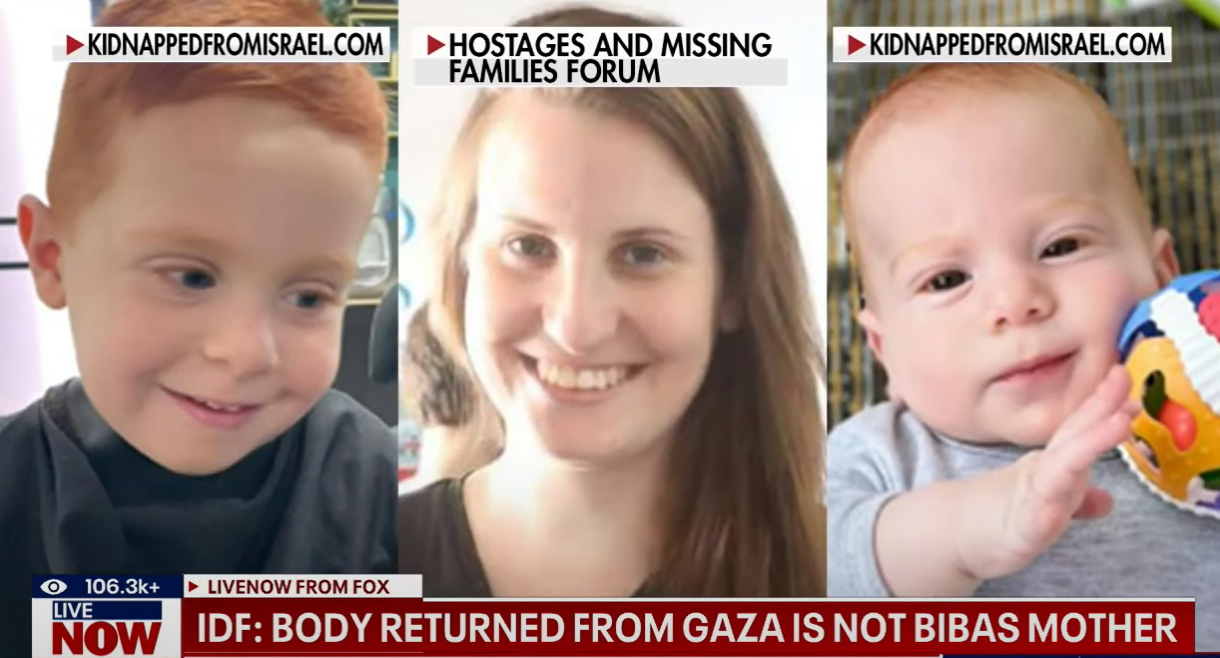 ▶KIDNAPPEDFROMISRAEL.COM
▶HOSTAGES AND MISSING
FAMILIES FORUM
▶KIDNAPPEDFROMISRAEL.COM
106.3k+
▶ LIVENOW FROM FOX
LIVE
NOW
IDF: BODY RETURNED FROM GAZA IS NOT BIBAS MOTHER